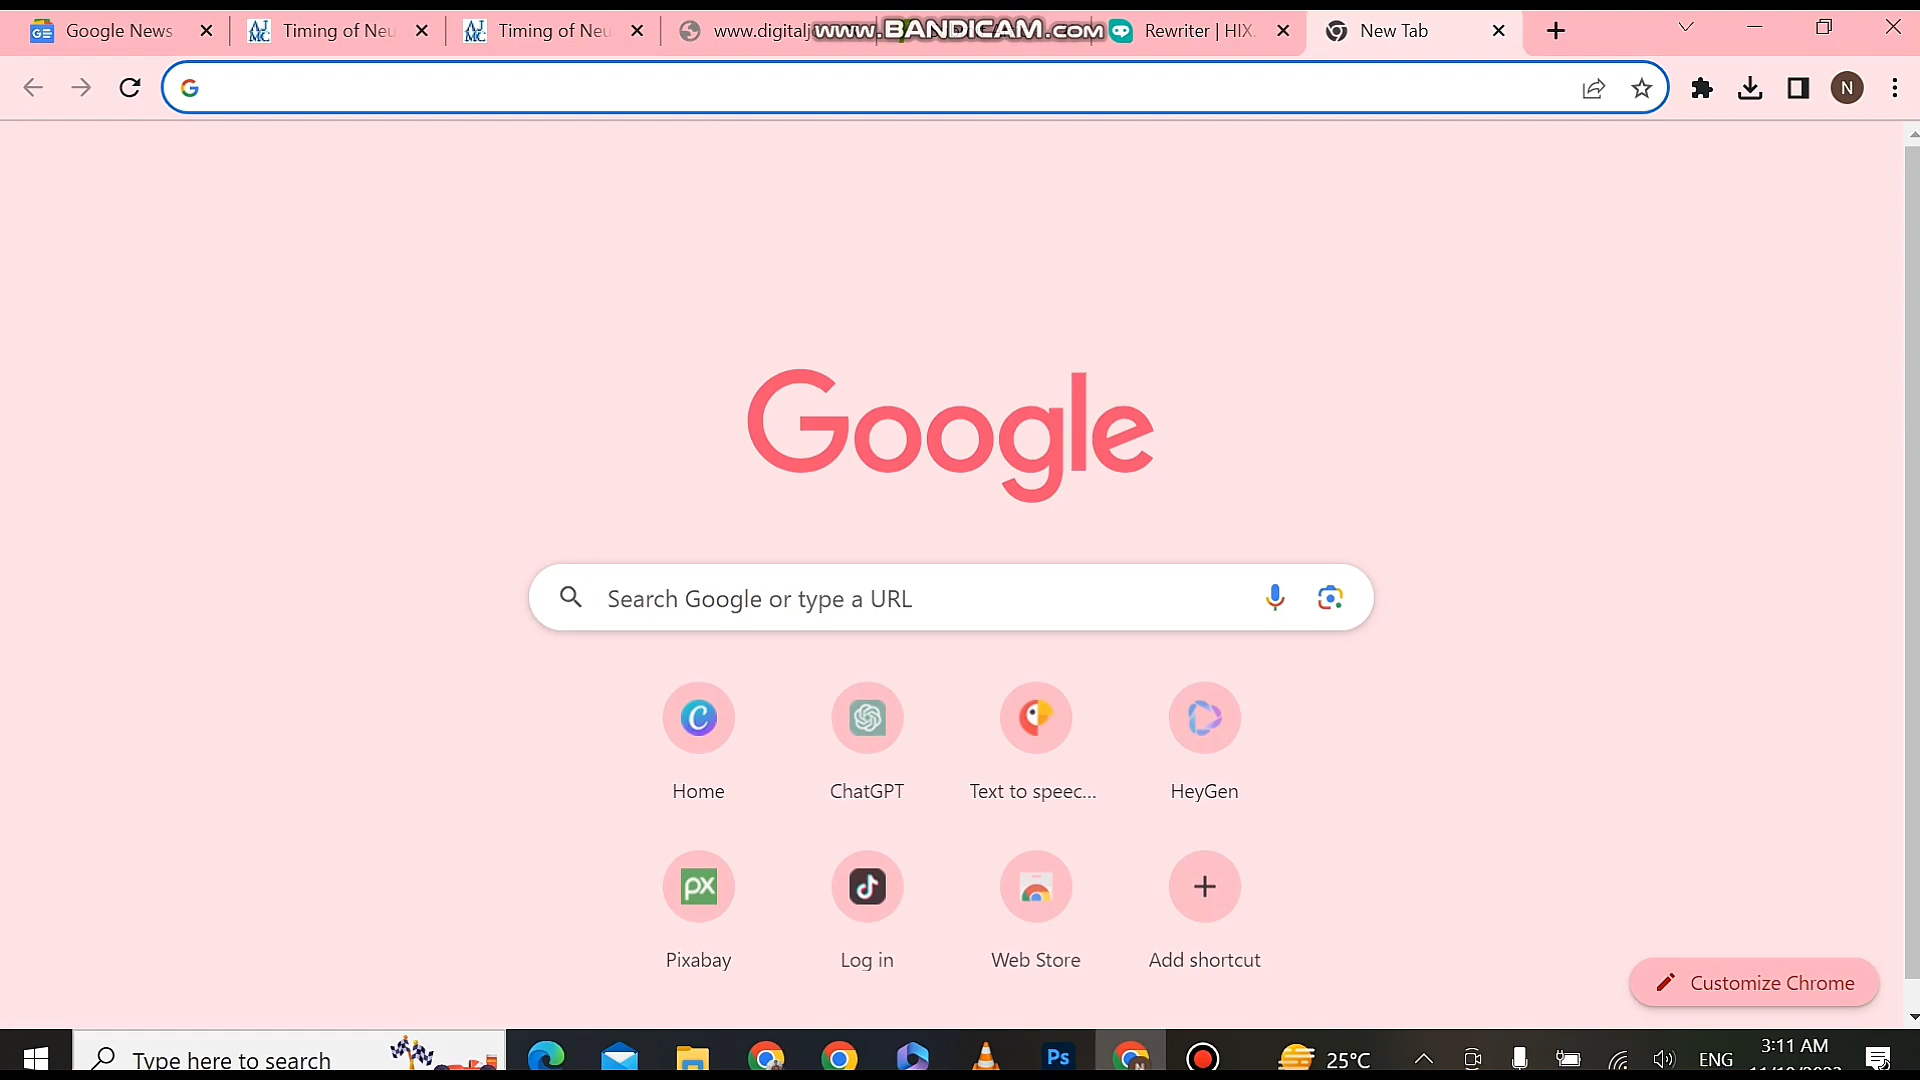 Google News
Timing of Neu
Timing of Neu
www.digitalj
www.BANDICAM.com
Rewriter | HIX.
New Tab
N
Google
Search Google or type a URL
Home
ChatGPT
Text to speec...
HeyGen
Pixabay
Log in
Web Store
Add shortcut
Customize Chrome
Type here to search
Ps
25°C
ENG
3:11 AM